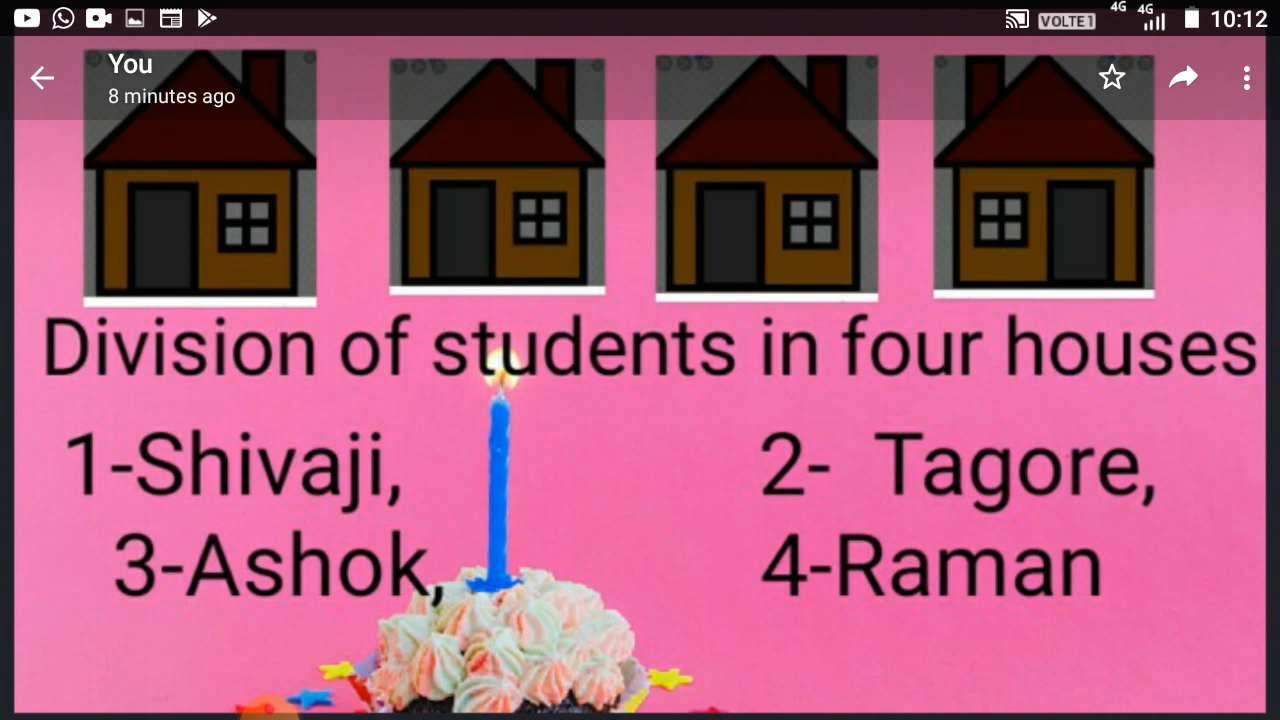 4G 4G
VOLTE 1 10:12
You
8 minutes ago
Division of students in four houses
1-Shivaji, 2- Tagore,
3-Ashok, 4-Raman